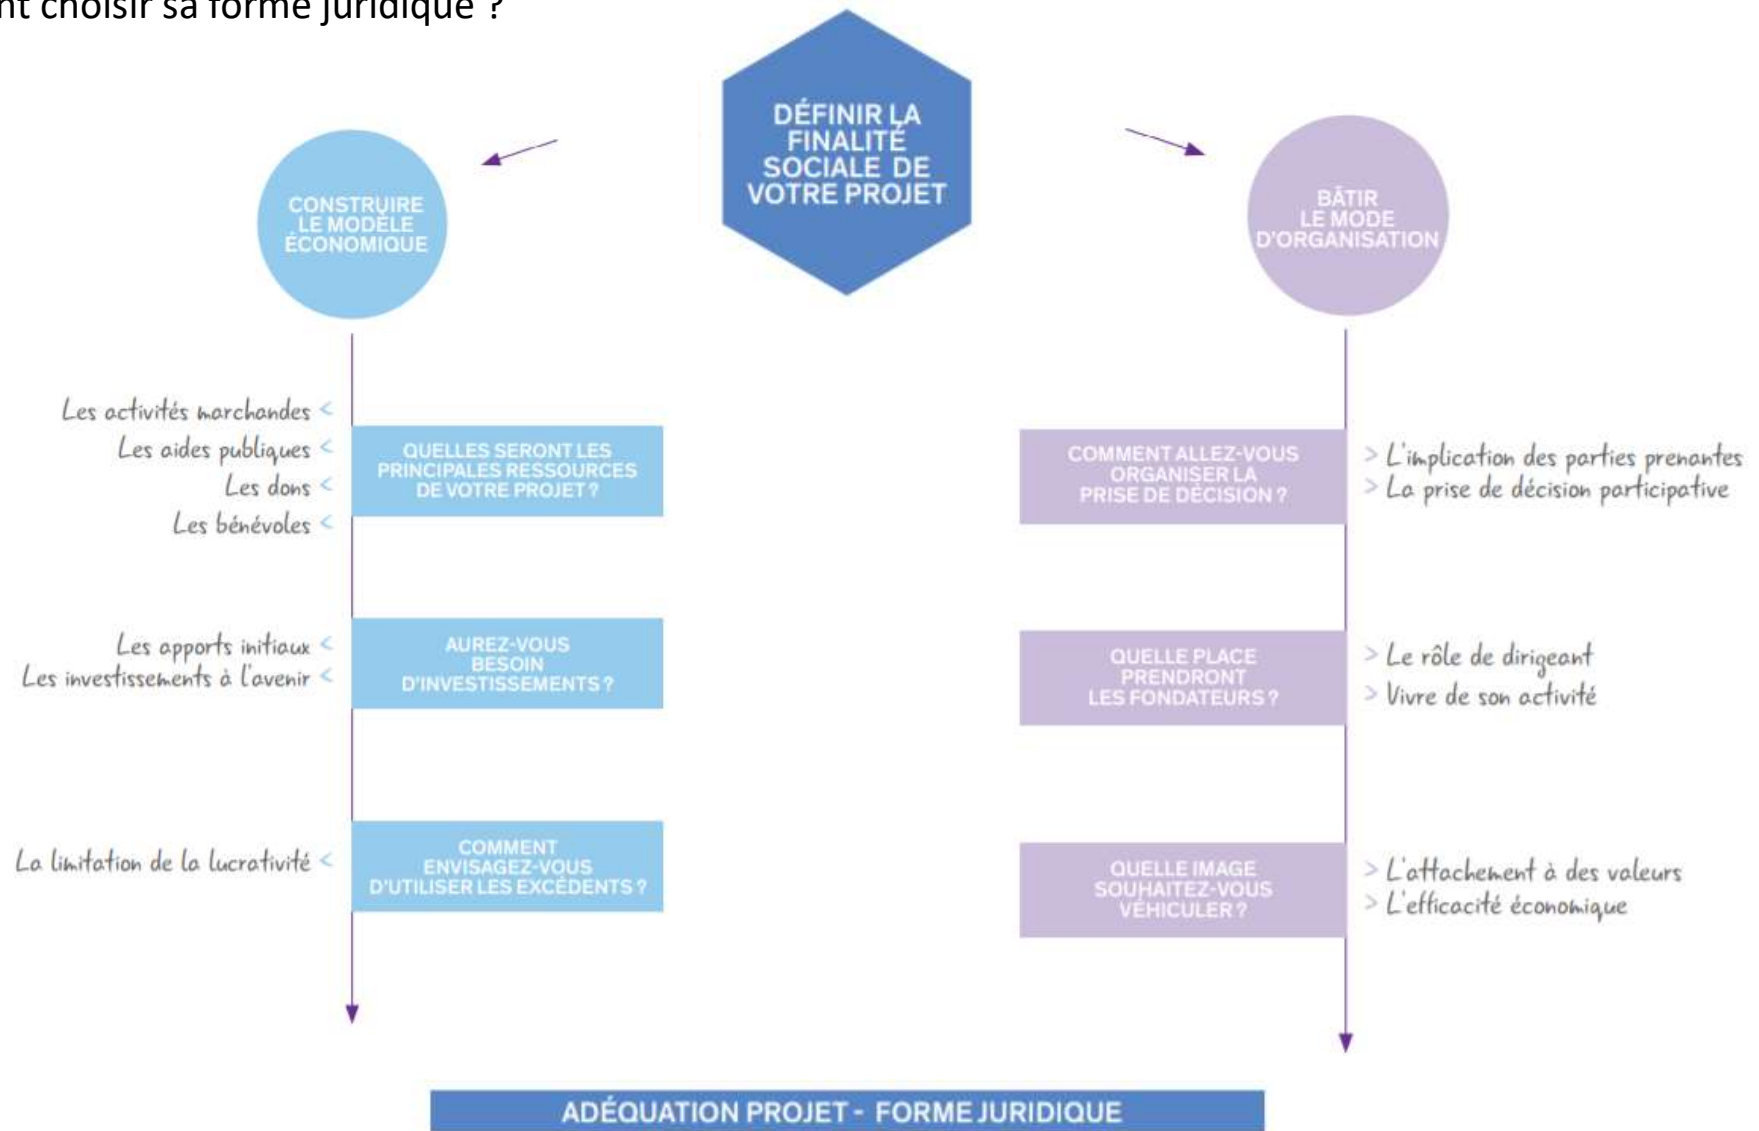 nt choisir sa forme juridique ?
DÉFINIR LA
FINALITÉ
SOCIALE DE
VOTRE PROJET
CONSTRUIRE
LE MODÈLE
ÉCONOMIQUE
Les activités marchandes <
Les aides publiques <
Les dons <
Les bénévoles <
QUELLES SERONT LES
PRINCIPALES RESSOURCES
DE VOTRE PROJET ?
Les apports initiaux <
Les investissements à l'avenir <
AUREZ-VOUS
BESOIN
D'INVESTISSEMENTS ?
La limitation de la lucrativité <
COMMENT
ENVISAGEZ-VOUS
D'UTILISER LES EXCÉDENTS ?
BÂTIR
LE MODE
D'ORGANISATION
COMMENT ALLEZ-VOUS
ORGANISER LA
PRISE DE DÉCISION ?
> L'implication des parties prenantes
> La prise de décision participative
QUELLE PLACE
PRENDRONT
LES FONDATEURS ?
> Le rôle de dirigeant
> Vivre de son activité
QUELLE IMAGE
SOUHAITEZ-VOUS
VÉHICULER ?
> L'attachement à des valeurs
> L'efficacité économique
ADÉQUATION PROJET - FORME JURIDIQUE